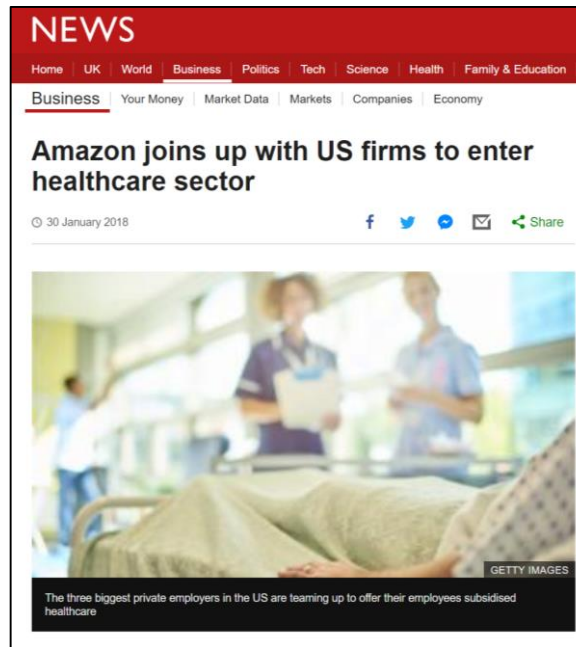 NEWS
Home UK World Business Politics Tech Science Health Family & Education
Business Your Money Market Data Markets Companies Economy
Amazon joins up with US firms to enter
healthcare sector
30 January 2018 Share
GETTY IMAGES
The three biggest private employers in the US are teaming up to offer their employees subsidised
healthcare